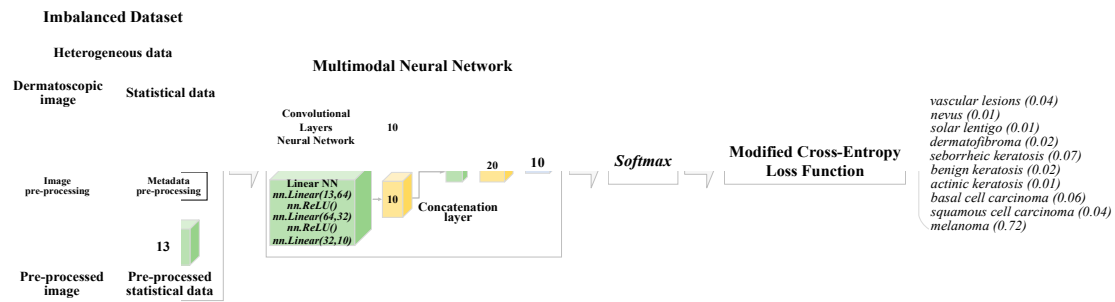 Imbalanced Dataset
Heterogeneous data
Dermatoscopic
image
Statistical data
Image
pre-processing
Metadata
pre-processing
13
Pre-processed
image
Pre-processed
statistical data
Multimodal Neural Network
Convolutional
Layers
Neural Network
10
Linear NN
nn.Linear(13,64)
nn.ReLU()
nn.Linear(64,32)
nn.ReLU()
nn.Linear(32,10)
10
Concatenation
layer
20
10
Softmax
Modified Cross-Entropy
Loss Function
vascular lesions (0.04)
nevus (0.01)
solar lentigo (0.01)
dermatofibroma (0.02)
seborrheic keratosis (0.07)
benign keratosis (0.02)
actinic keratosis (0.01)
basal cell carcinoma (0.06)
squamous cell carcinoma (0.04)
melanoma (0.72)